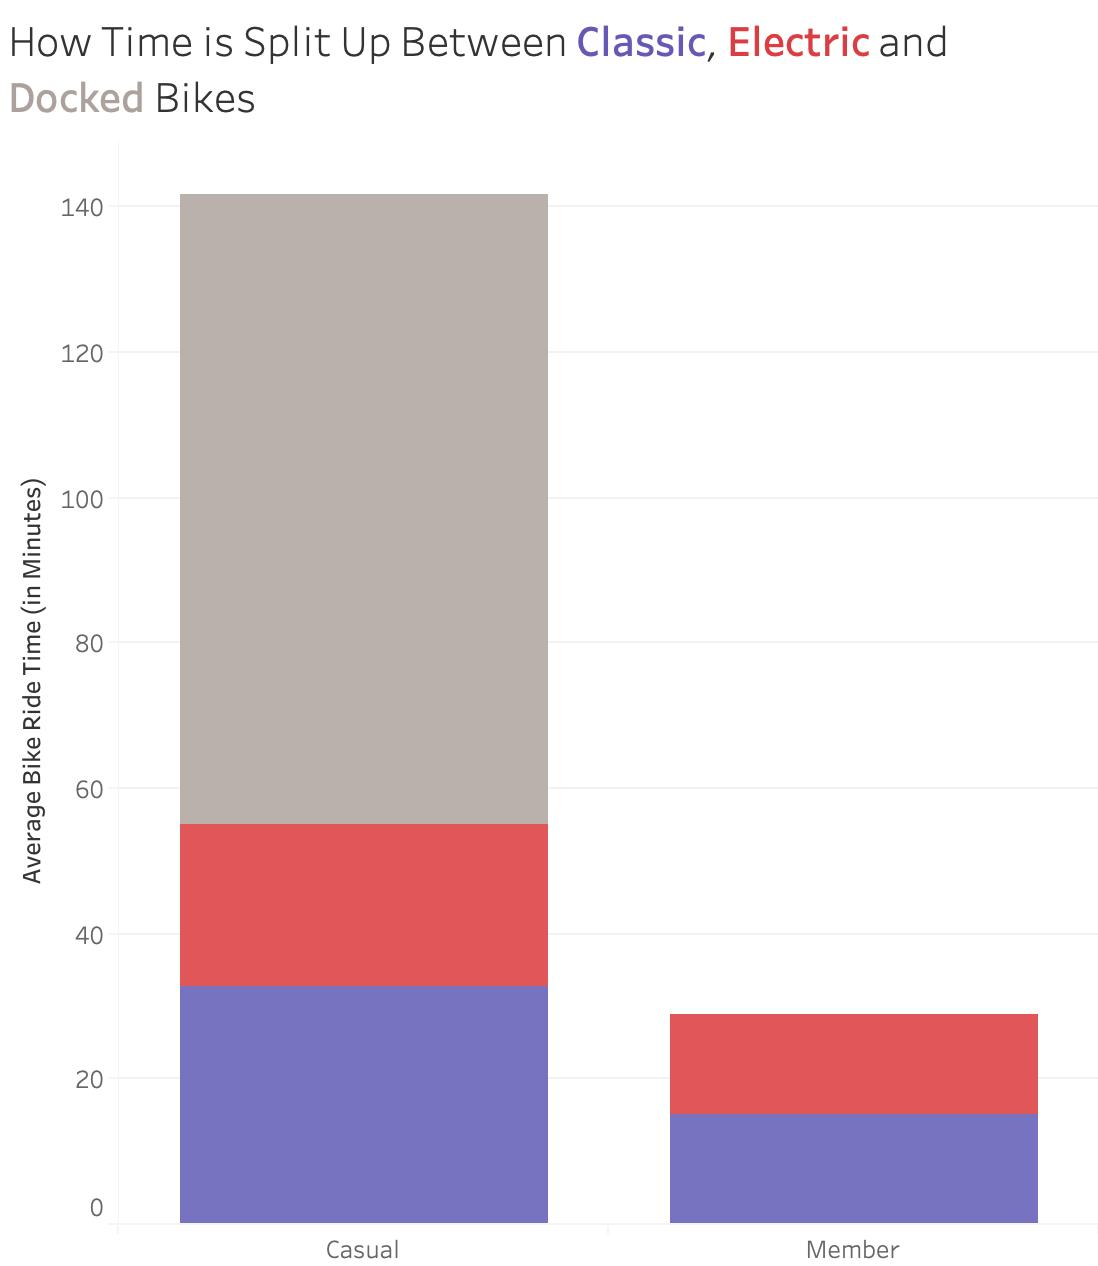 How Time is Split Up Between Classic, Electric and
Docked Bikes
140
120
100
80
60
40
20
0
Average Bike Ride Time (in Minutes)
Casual
Member